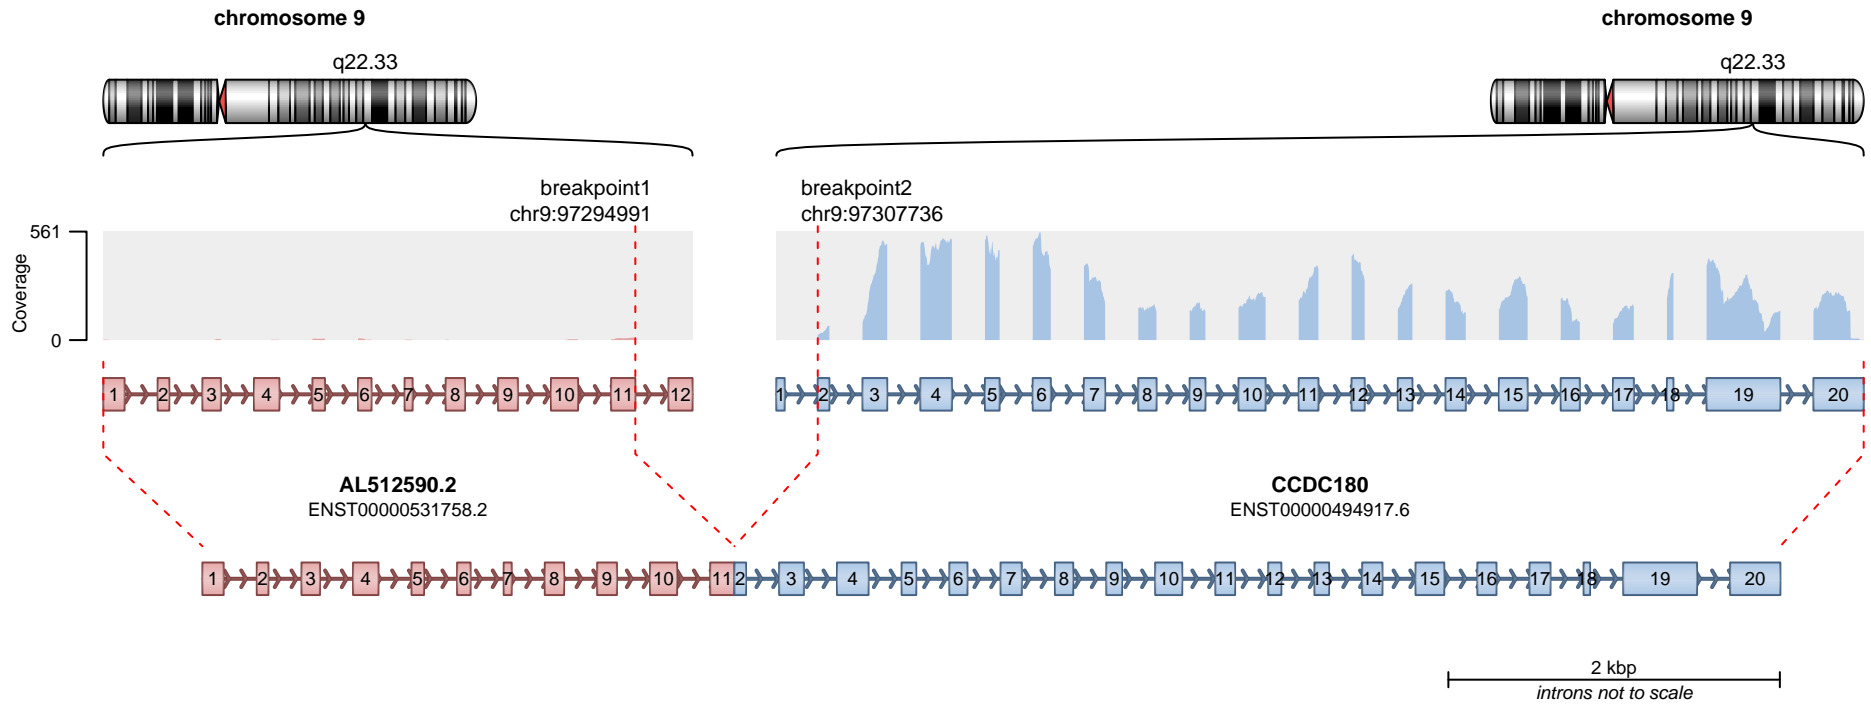 chromosome 9
chromosome 9
q22.33
q22.33
breakpoint1
chr9:97294991
breakpoint2
chr9:97307736
561
0
Coverage
1 2 3 4 5 6 7 8 9 10 11 12
1 2 3 4 5 6 7 8 9 10 11 12 13 14 15 16 17 18 19 20
AL512590.2
ENST00000531758.2
CCDC180
ENST00000494917.6
1 2 3 4 5 6 7 8 9 10 11 2 3 4 5 6 7 8 9 10 11 12 13 14 15 16 17 18 19 20
2 kbp
introns not to scale